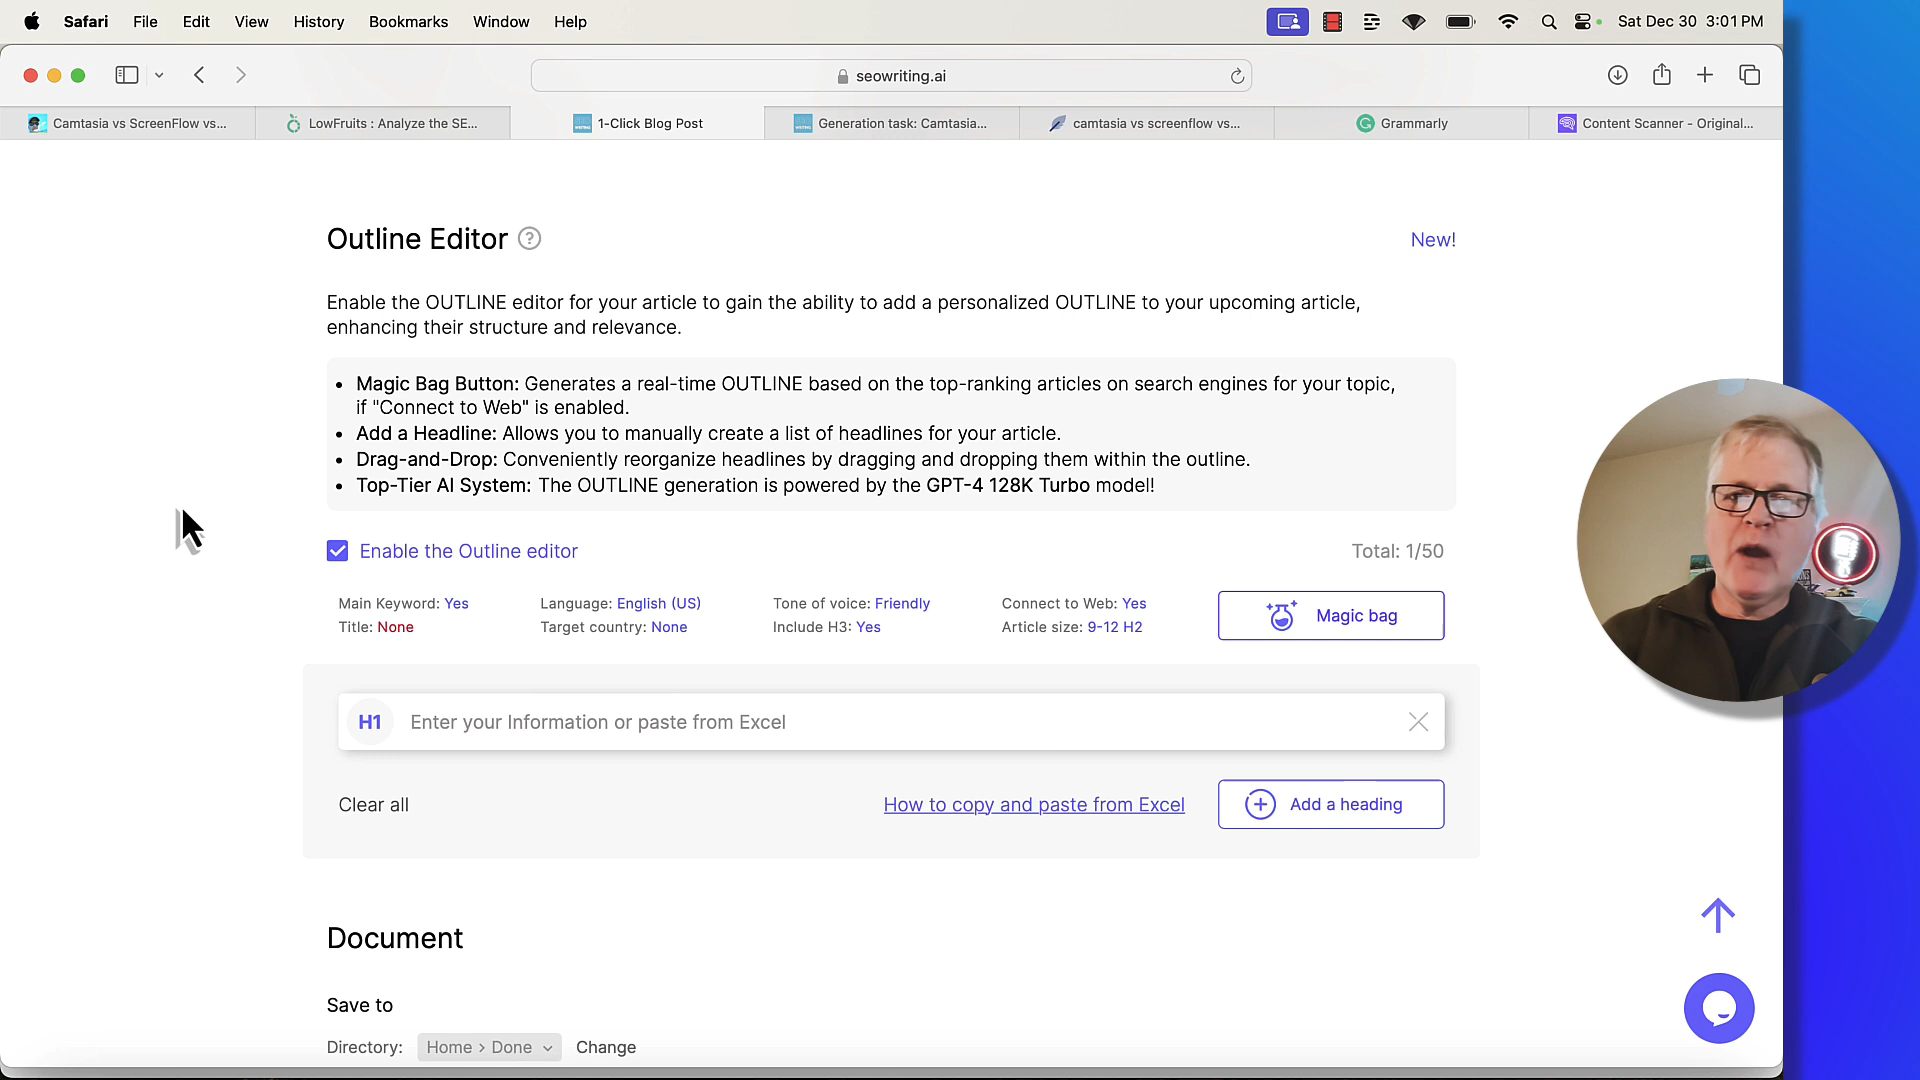 Safari File Edit View History Bookmarks Window Help Sat Dec 30 3:01 PM
seowriting.ai
Camtasia vs ScreenFlow vs... LowFruits : Analyze the SE... 1-Click Blog Post Generation task: Camtasia... camtasia vs screenflow vs... Grammarly Content Scanner - Original...
Outline Editor ? New!
Enable the OUTLINE editor for your article to gain the ability to add a personalized OUTLINE to your upcoming article,
enhancing their structure and relevance.
• Magic Bag Button: Generates a real-time OUTLINE based on the top-ranking articles on search engines for your topic,
if "Connect to Web" is enabled.
• Add a Headline: Allows you to manually create a list of headlines for your article.
• Drag-and-Drop: Conveniently reorganize headlines by dragging and dropping them within the outline.
• Top-Tier AI System: The OUTLINE generation is powered by the GPT-4 128K Turbo model!
Enable the Outline editor Total: 1/50
Main Keyword: Yes Language: English (US) Tone of voice: Friendly Connect to Web: Yes
Title: None Target country: None Include H3: Yes Article size: 9-12 H2
Magic bag
H1 Enter your Information or paste from Excel
Clear all How to copy and paste from Excel Add a heading
Document
Save to
Directory: Home > Done Change